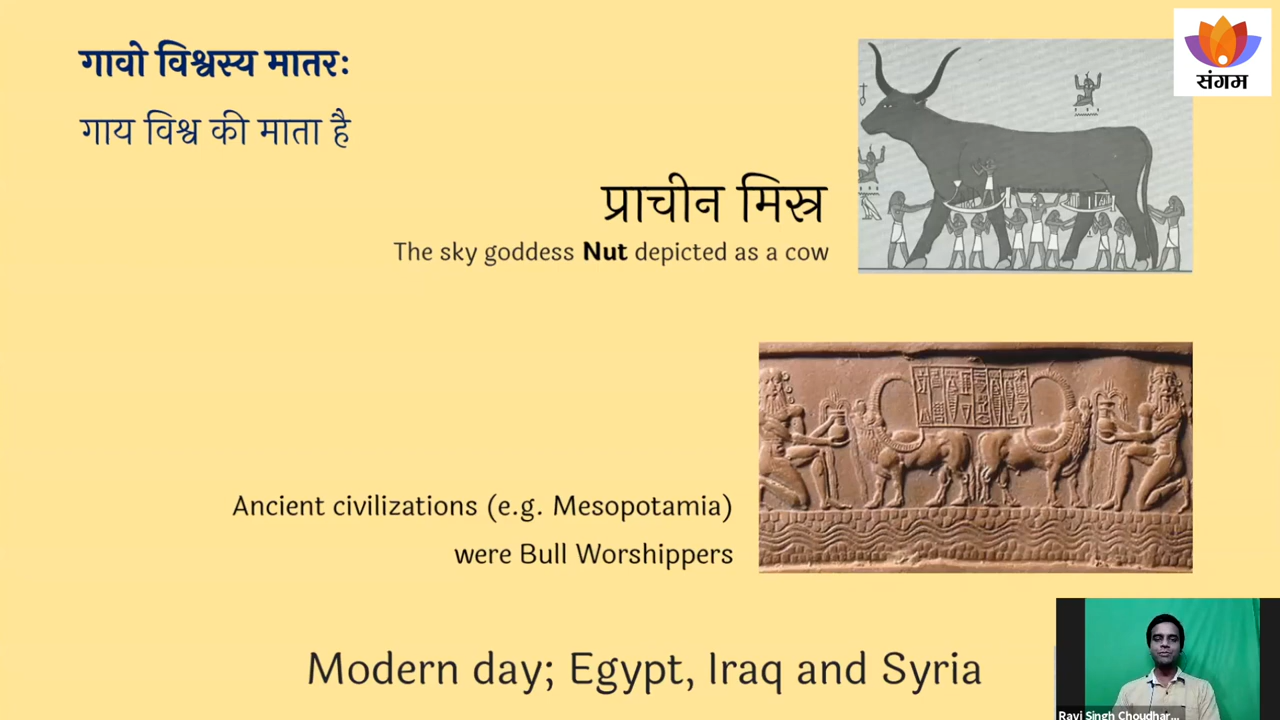 गावो विश्वस्य मातरः
गाय विश्व की माता है
संगम
प्राचीन मिस्र
The sky goddess Nut depicted as a cow
Ancient civilizations (e.g. Mesopotamia)
were Bull Worshippers
Modern day; Egypt, Iraq and Syria
Ravi Singh Choudhar...